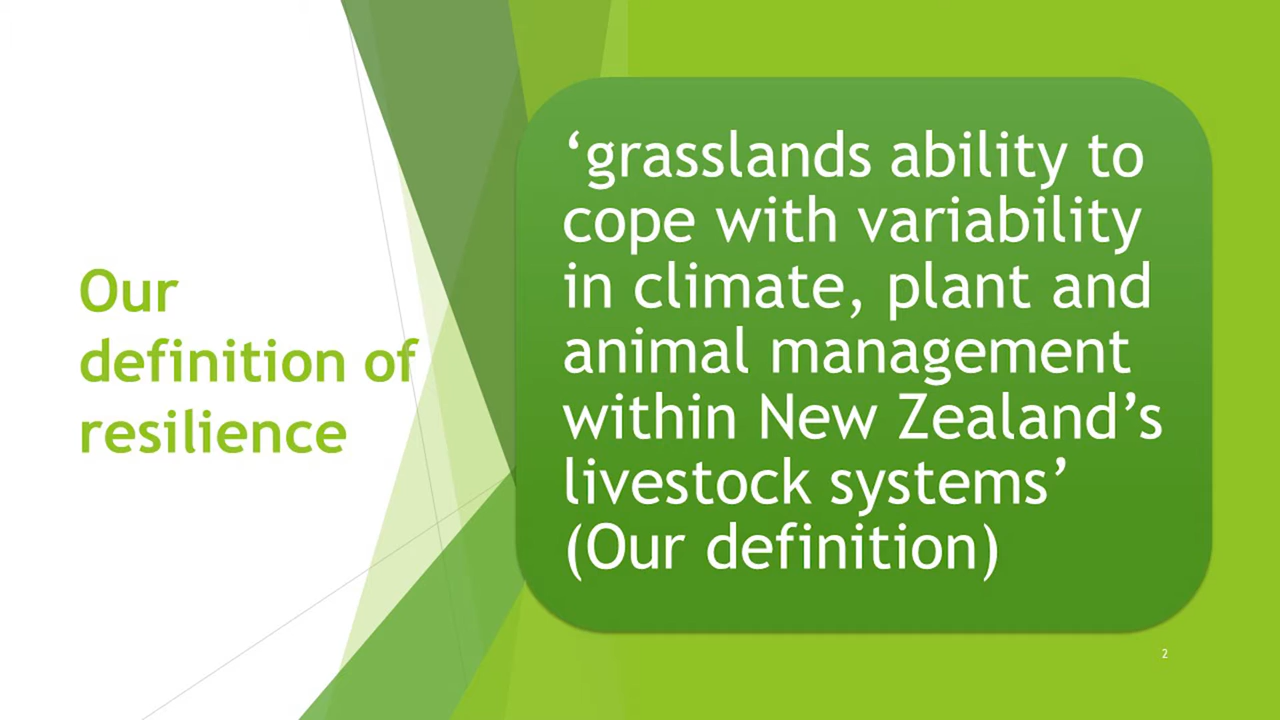 Our
definition of
resilience
‘grasslands ability to
cope with variability
in climate, plant and
animal management
within New Zealand’s
livestock systems’
(Our definition)
2